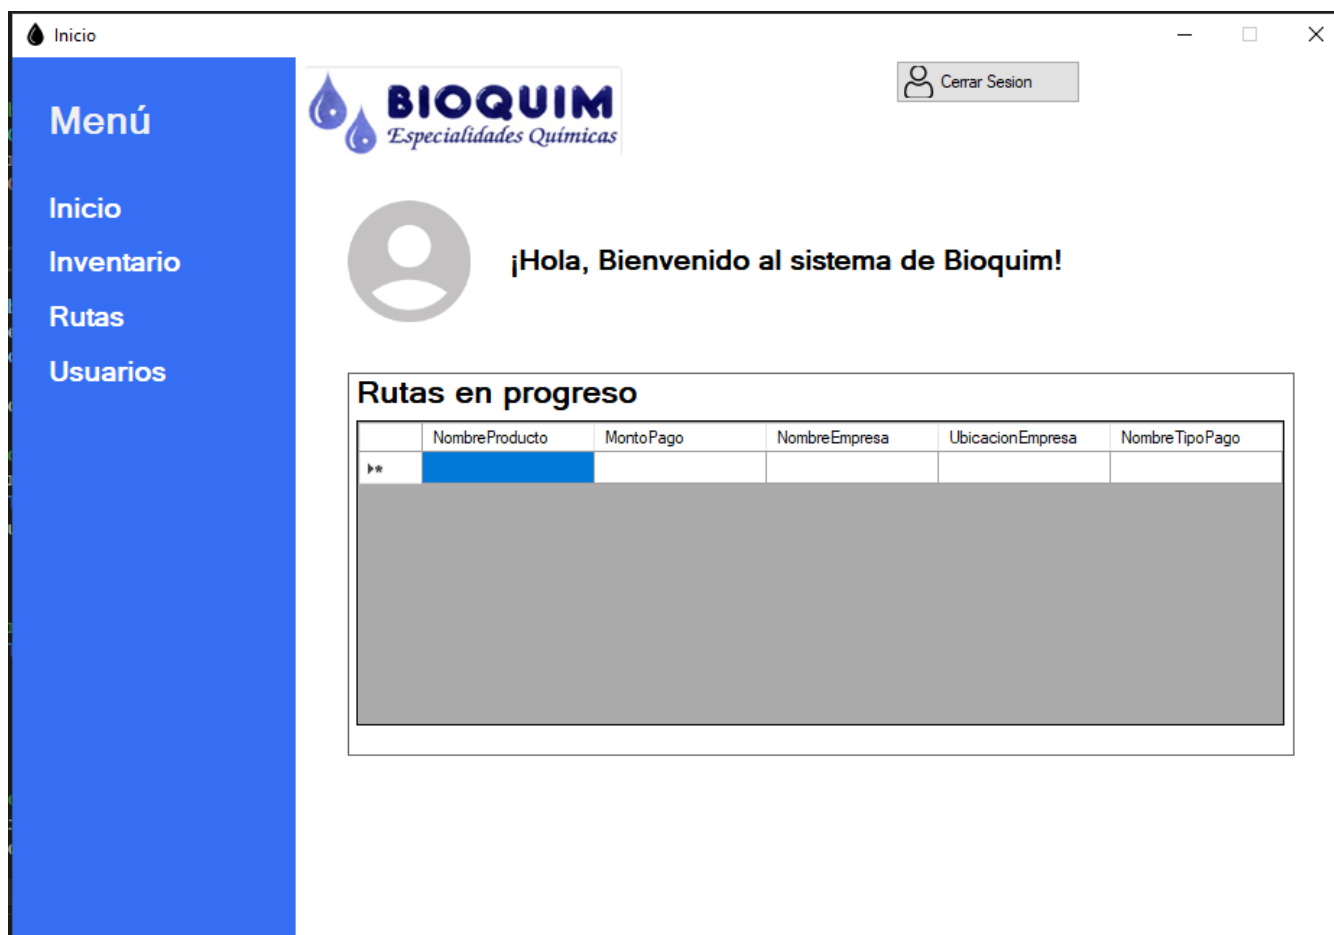 Inicio
Menú
Inicio
Inventario
Rutas
Usuarios
BIOQUIM
Especialidades Químicas
Cerrar Sesion
¡Hola, Bienvenido al sistema de Bioquim!
Rutas en progreso
NombreProducto MontoPago NombreEmpresa UbicacionEmpresa NombreTipoPago